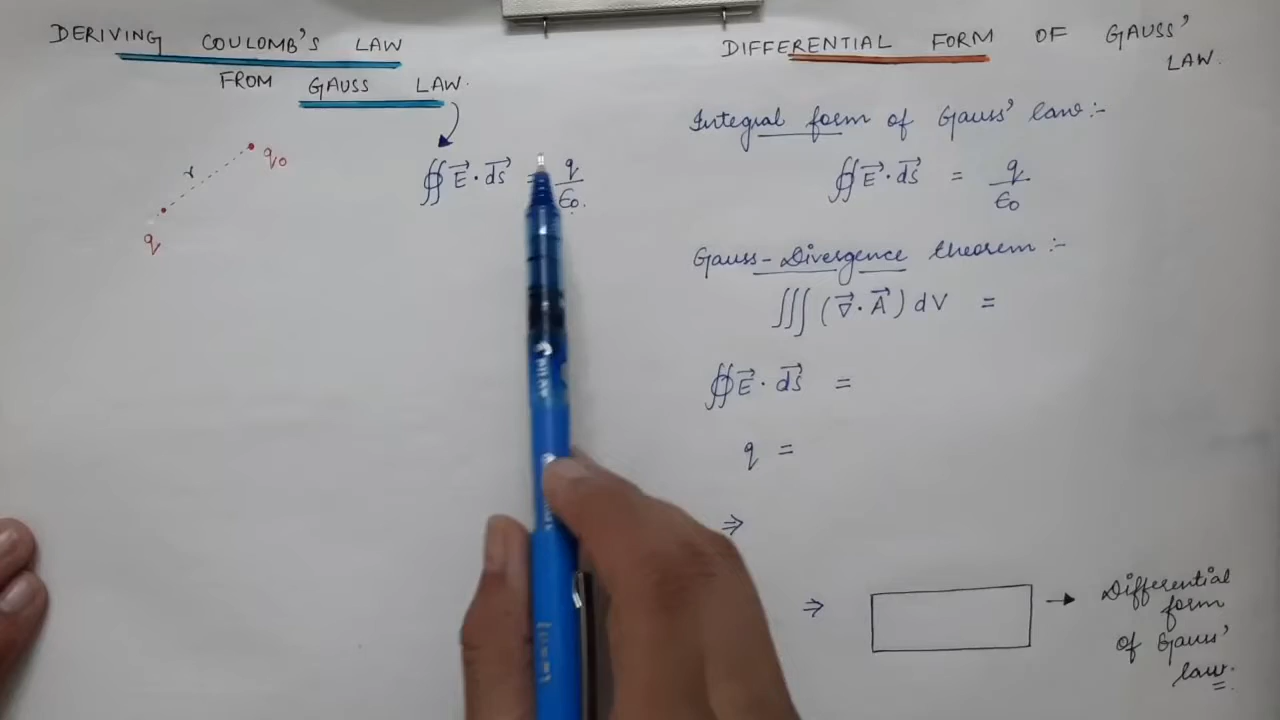 DERIVING COULOMB'S LAW
FROM GAUSS LAW.
q₀
r
q
∯ E⃗ · ds⃗ = q/ε₀.
DIFFERENTIAL FORM OF GAUSS'
LAW.
Integral form of Gauss' law :-
∯ E⃗ · ds⃗ = q/ε₀
Gauss-Divergence theorem :-
∭ (∇⃗ · A⃗) dV =
∯ E⃗ · ds⃗ =
q =
⇒
⇒ → Differential
form
of Gauss'
law.